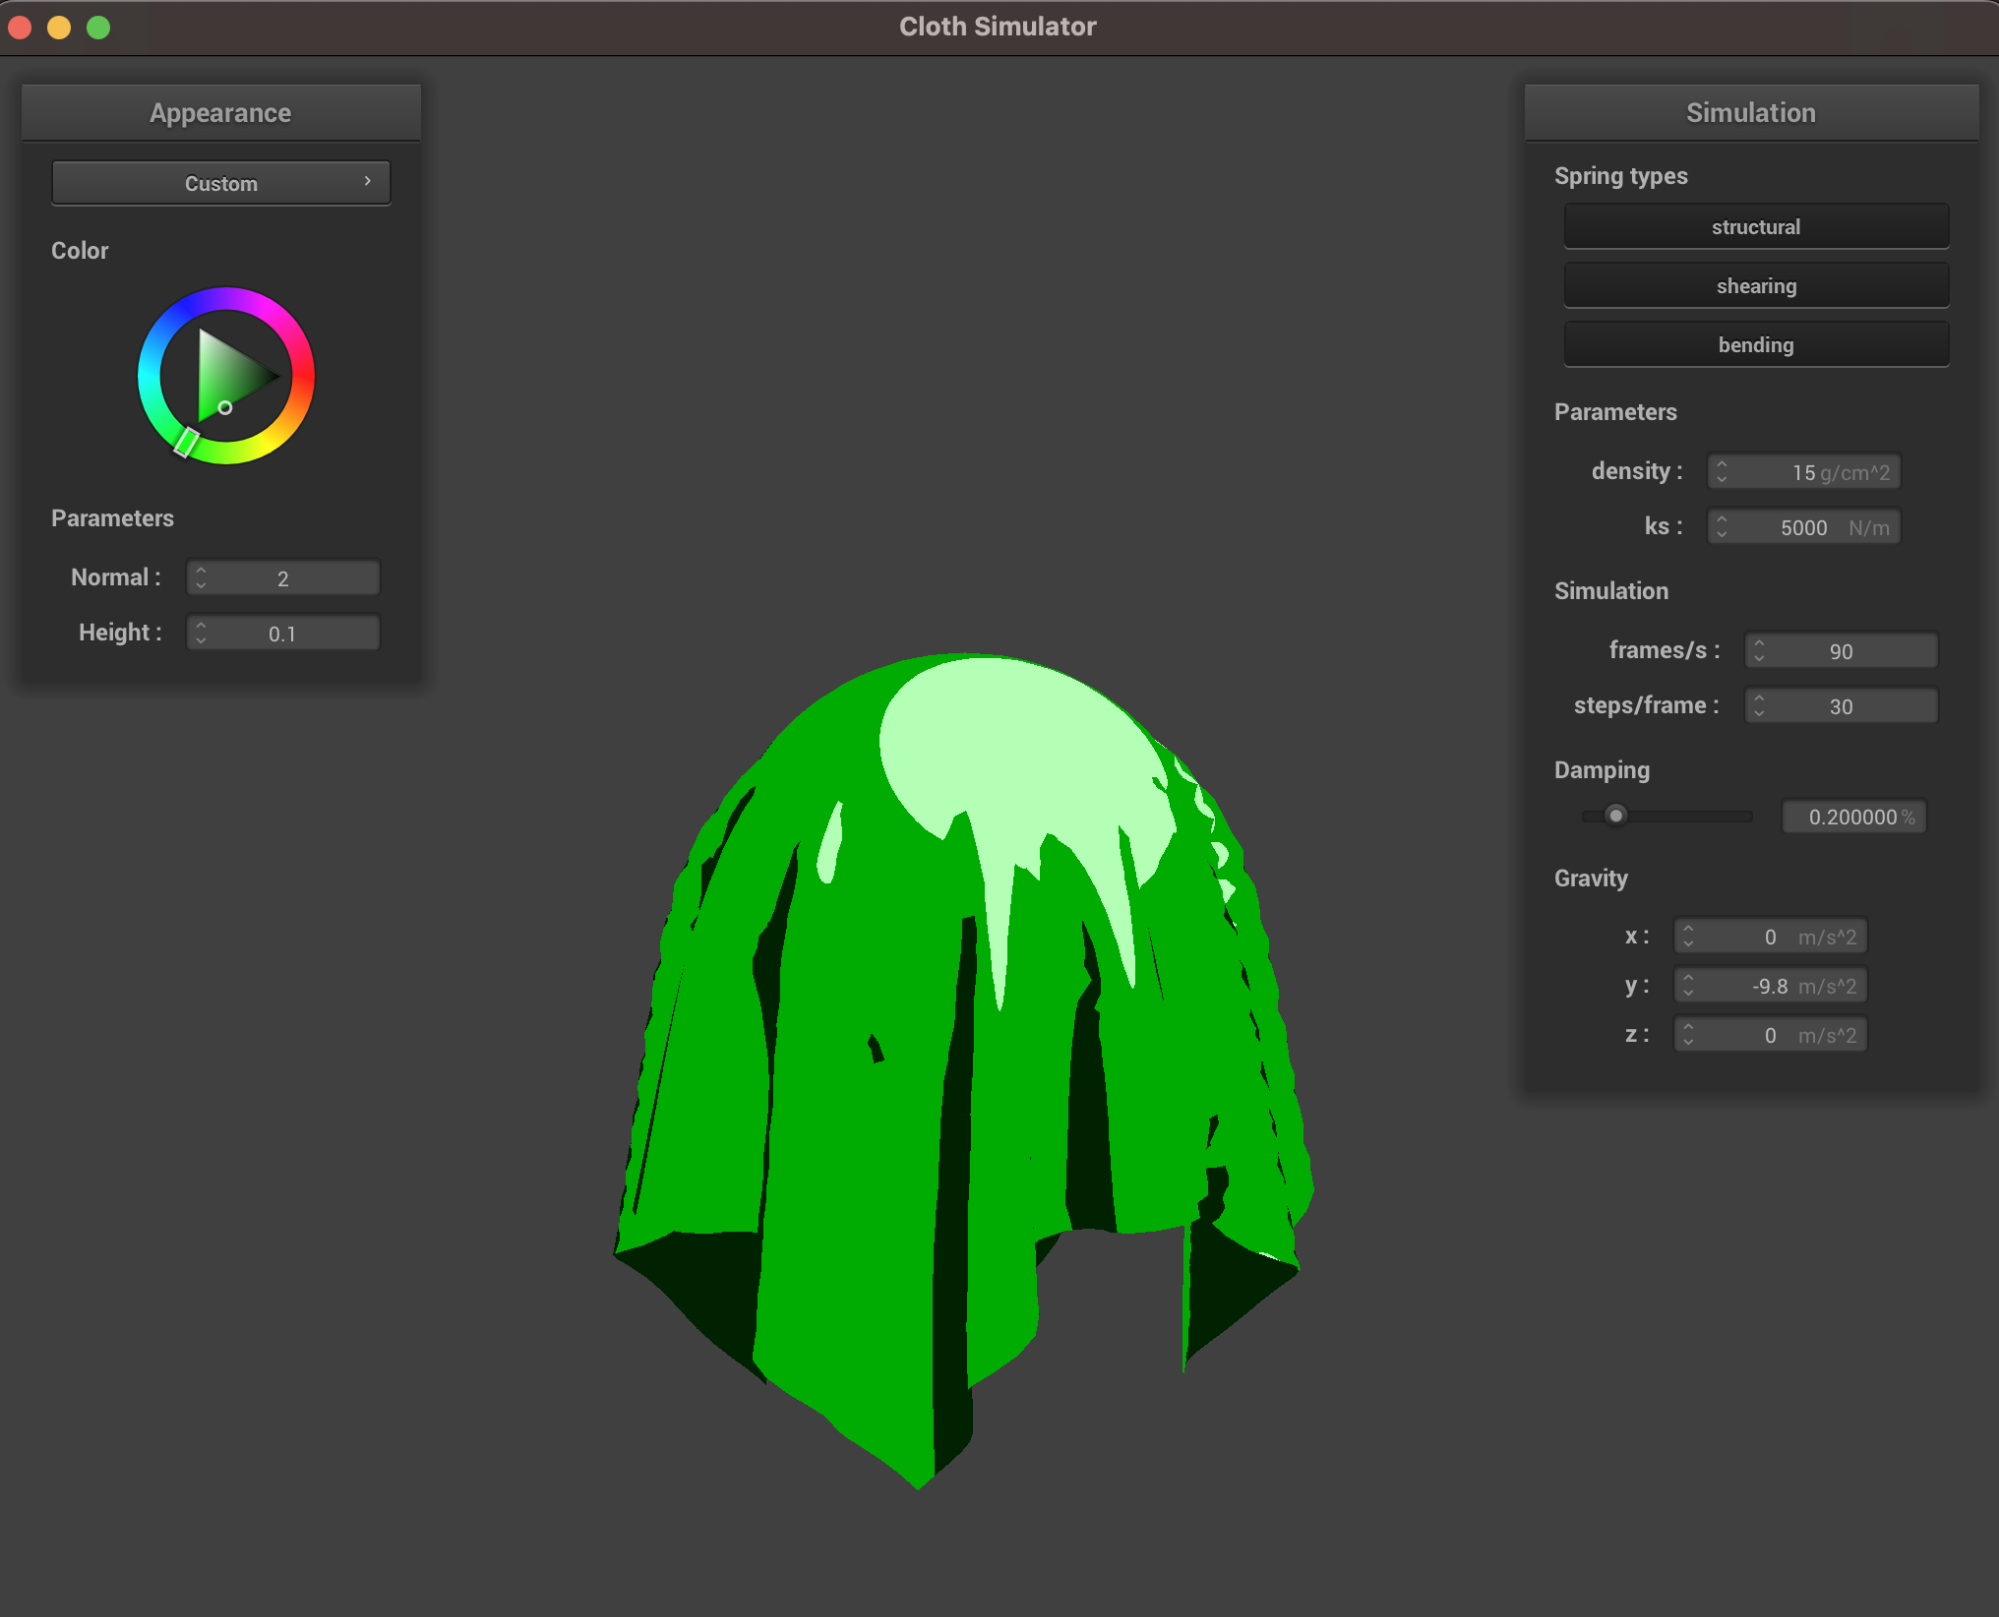 Cloth Simulator
Appearance
Custom
Color
Parameters
Normal : 2
Height : 0.1
Simulation
Spring types
structural
shearing
bending
Parameters
density : 15 g/cm^2
ks : 5000 N/m
Simulation
frames/s : 90
steps/frame : 30
Damping
0.200000 %
Gravity
x : 0 m/s^2
y : -9.8 m/s^2
z : 0 m/s^2